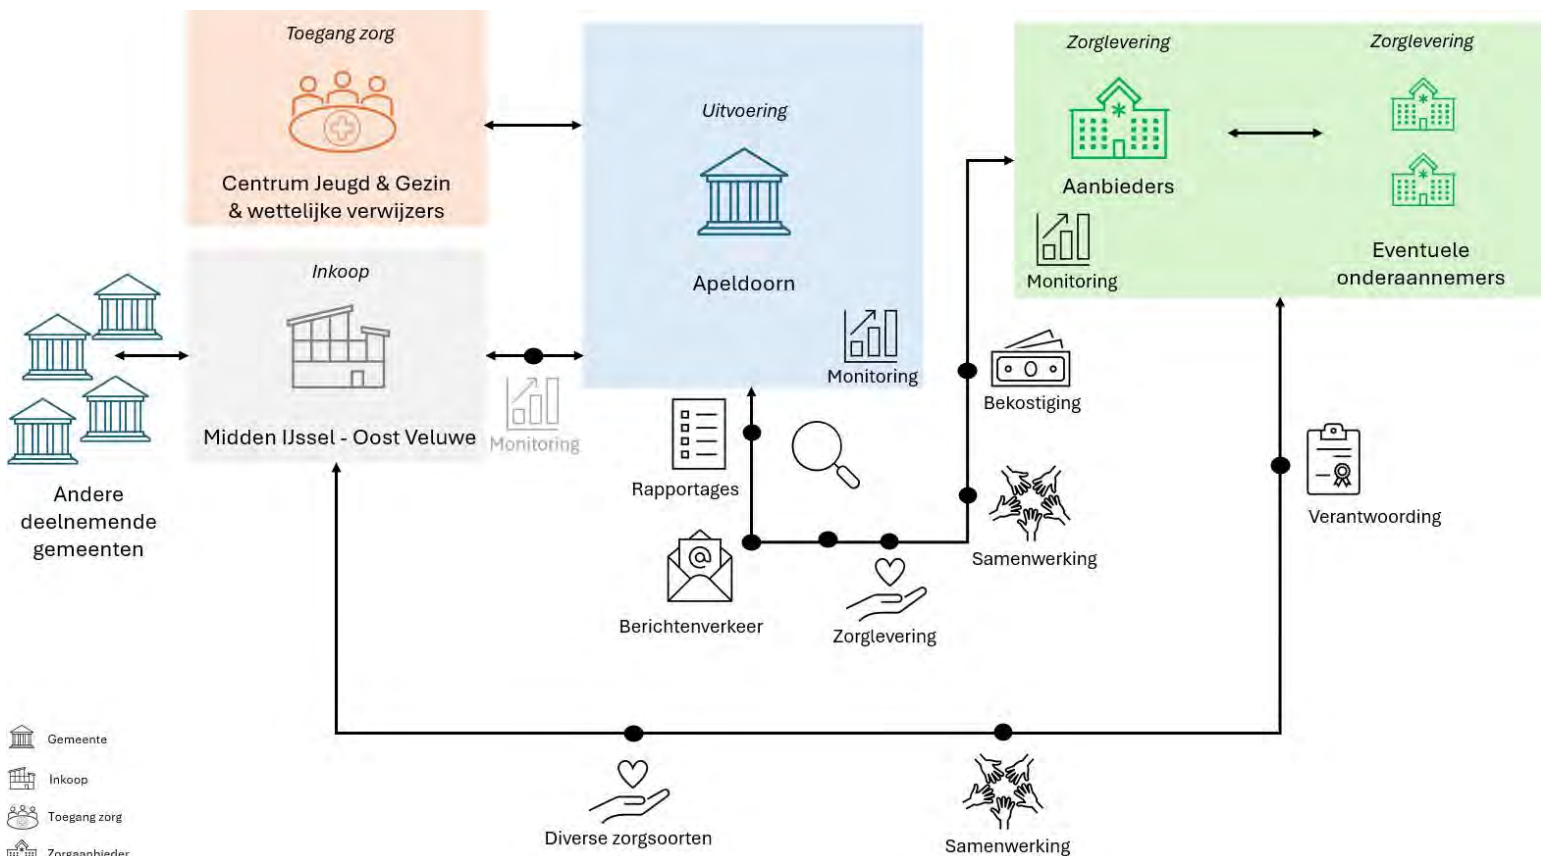 Toegang zorg
Centrum Jeugd & Gezin
& wettelijke verwijzers
Inkoop
Midden IJssel - Oost Veluwe
Andere
deelnemende
gemeenten
Monitoring
Uitvoering
Apeldoorn
Monitoring
Zorglevering
Aanbieders
Monitoring
Zorglevering
Eventuele
onderaannemers
Rapportages
@
Berichtenverkeer
Zorglevering
Bekostiging
Samenwerking
Verantwoording
Diverse zorgsoorten
Samenwerking
Gemeente
Inkoop
Toegang zorg
Zorgaanbieder